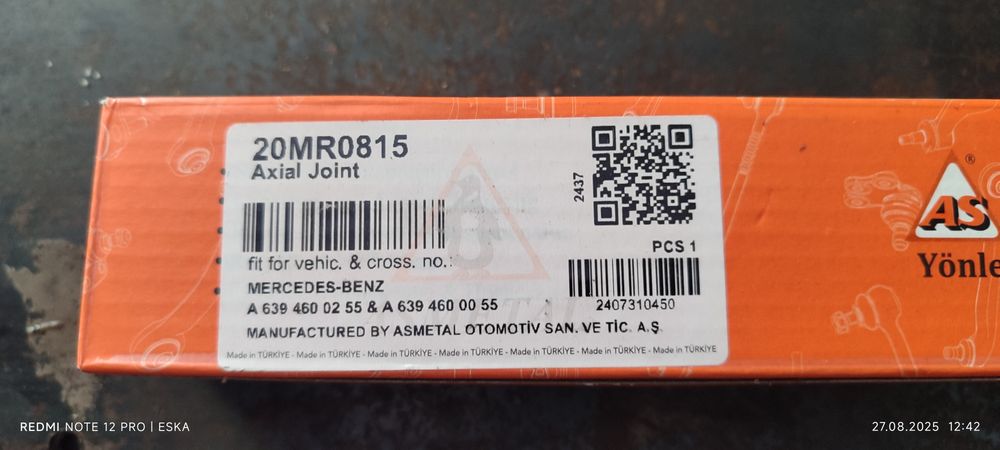 20MR0815
Axial Joint
2437
PCS 1
fit for vehic. & cross. no.:
MERCEDES-BENZ
A 639 460 02 55 & A 639 460 00 55
2407310450
MANUFACTURED BY ASMETAL OTOMOTİV SAN. VE TİC. A.Ş.
Made in TÜRKİYE - Made in TÜRKİYE - Made in TÜRKİYE - Made in TÜRKİYE - Made in TÜRKİYE - Made in TÜRKİYE - Made in TÜRKİYE
AS
®
Yönle
REDMI NOTE 12 PRO | ESKA
27.08.2025 12:42